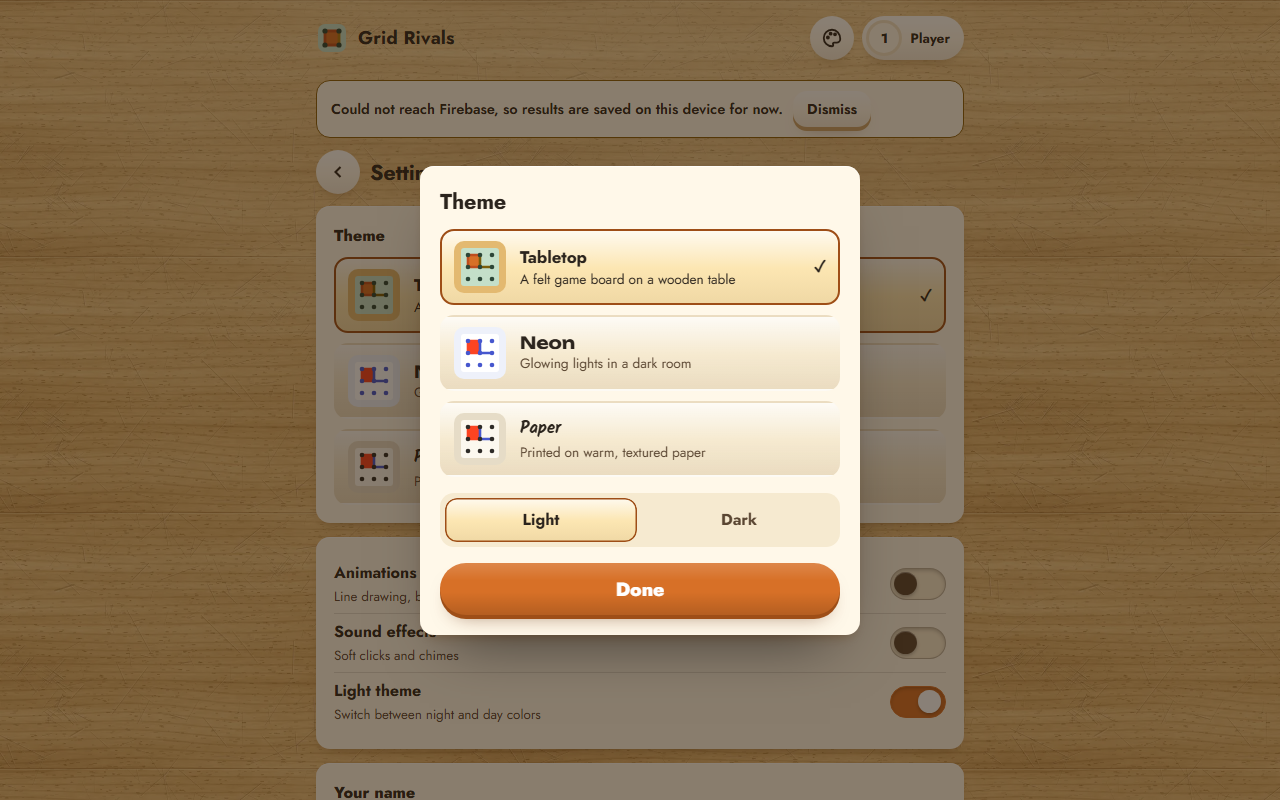 Grid Rivals
1 Player
Could not reach Firebase, so results are saved on this device for now. Dismiss
Theme
Theme
Tabletop
A felt game board on a wooden table
Neon
Glowing lights in a dark room
Paper
Printed on warm, textured paper
Light Dark
Done
Animations
Line drawing,
Sound effects
Soft clicks and chimes
Light theme
Switch between night and day colors
Your name